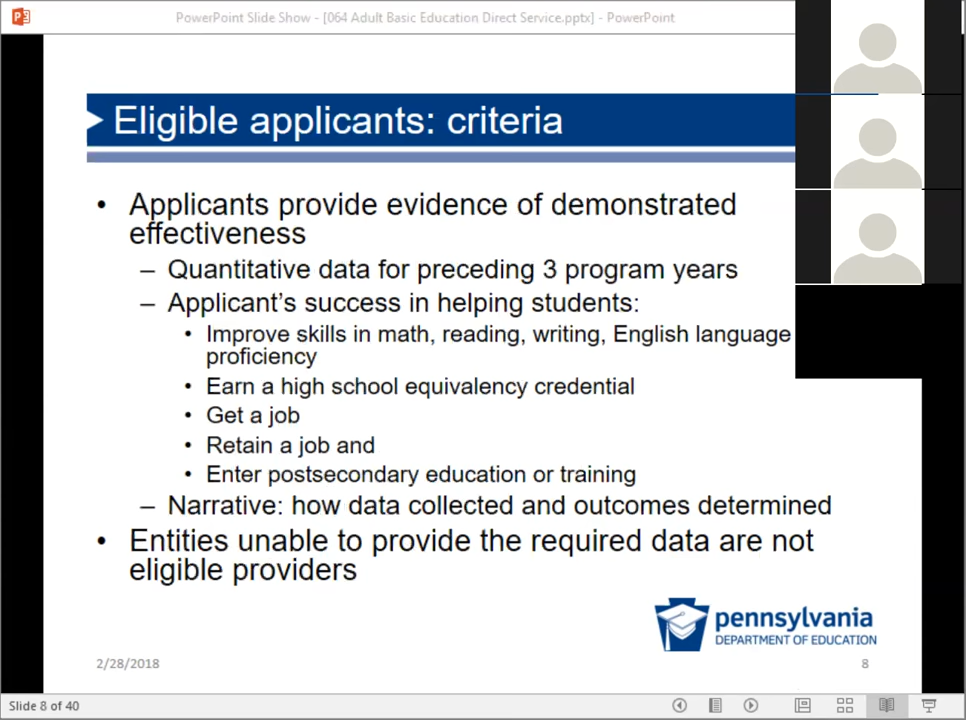 PowerPoint Slide Show - [064 Adult Basic Education Direct Service.pptx] - PowerPoint
Eligible applicants: criteria
• Applicants provide evidence of demonstrated
effectiveness
– Quantitative data for preceding 3 program years
– Applicant's success in helping students:
• Improve skills in math, reading, writing, English language
proficiency
• Earn a high school equivalency credential
• Get a job
• Retain a job and
• Enter postsecondary education or training
– Narrative: how data collected and outcomes determined
• Entities unable to provide the required data are not
eligible providers
pennsylvania
DEPARTMENT OF EDUCATION
2/28/2018
8
Slide 8 of 40